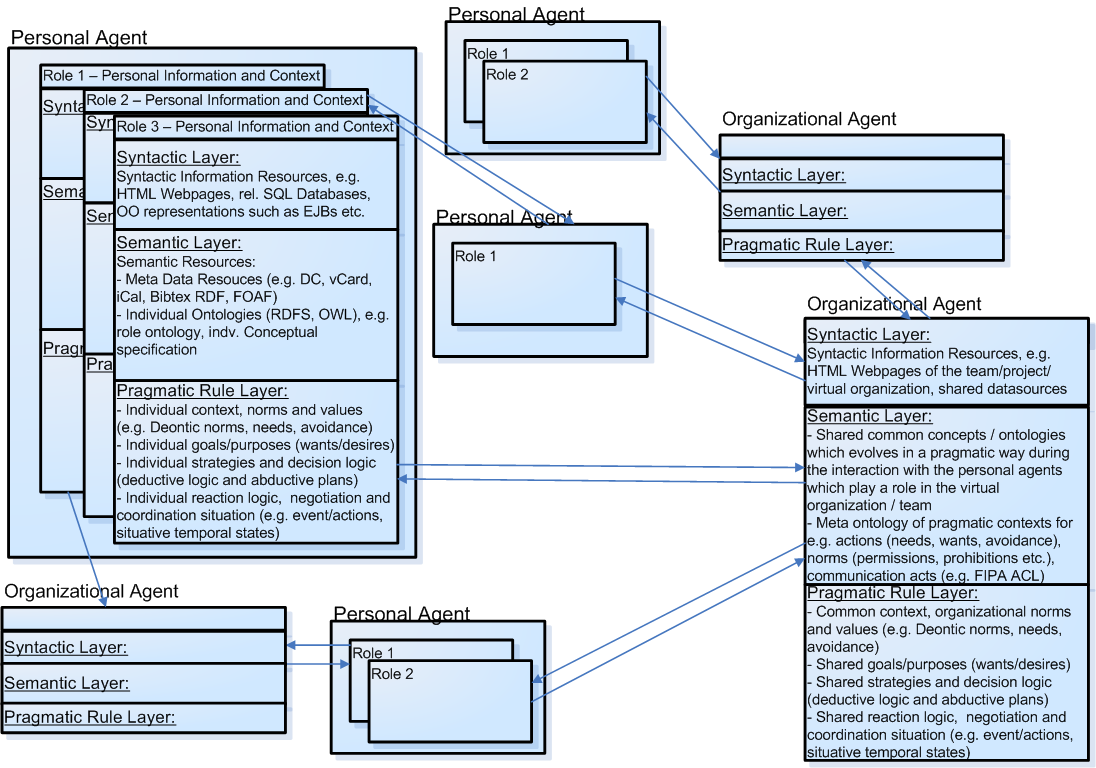 Personal Agent
Role 1 – Personal Information and Context
Synta
Sema
Pragr
Role 2 – Personal Information and Context
Syn
Ser
Pra
Role 3 – Personal Information and Context
Syntactic Layer:
Syntactic Information Resources, e.g.
HTML Webpages, rel. SQL Databases,
OO representations such as EJBs etc.
Semantic Layer:
Semantic Resources:
- Meta Data Resouces (e.g. DC, vCard,
iCal, Bibtex RDF, FOAF)
- Individual Ontologies (RDFS, OWL), e.g.
role ontology, indv. Conceptual
specification
Pragmatic Rule Layer:
- Individual context, norms and values
(e.g. Deontic norms, needs, avoidance)
- Individual goals/purposes (wants/desires)
- Individual strategies and decision logic
(deductive logic and abductive plans)
- Individual reaction logic, negotiation and
coordination situation (e.g. event/actions,
situative temporal states)
Personal Agent
Role 1
Role 2
Organizational Agent
Syntactic Layer:
Semantic Layer:
Pragmatic Rule Layer:
Personal Agent
Role 1
Organizational Agent
Syntactic Layer:
Syntactic Information Resources, e.g.
HTML Webpages of the team/project/
virtual organization, shared datasources
Semantic Layer:
- Shared common concepts / ontologies
which evolves in a pragmatic way during
the interaction with the personal agents
which play a role in the virtual
organization / team
- Meta ontology of pragmatic contexts for
e.g. actions (needs, wants, avoidance),
norms (permissions, prohibitions etc.),
communication acts (e.g. FIPA ACL)
Pragmatic Rule Layer:
- Common context, organizational norms
and values (e.g. Deontic norms, needs,
avoidance)
- Shared goals/purposes (wants/desires)
- Shared strategies and decision logic
(deductive logic and abductive plans)
- Shared reaction logic, negotiation and
coordination situation (e.g. event/actions,
situative temporal states)
Organizational Agent
Syntactic Layer:
Semantic Layer:
Pragmatic Rule Layer:
Personal Agent
Role 1
Role 2